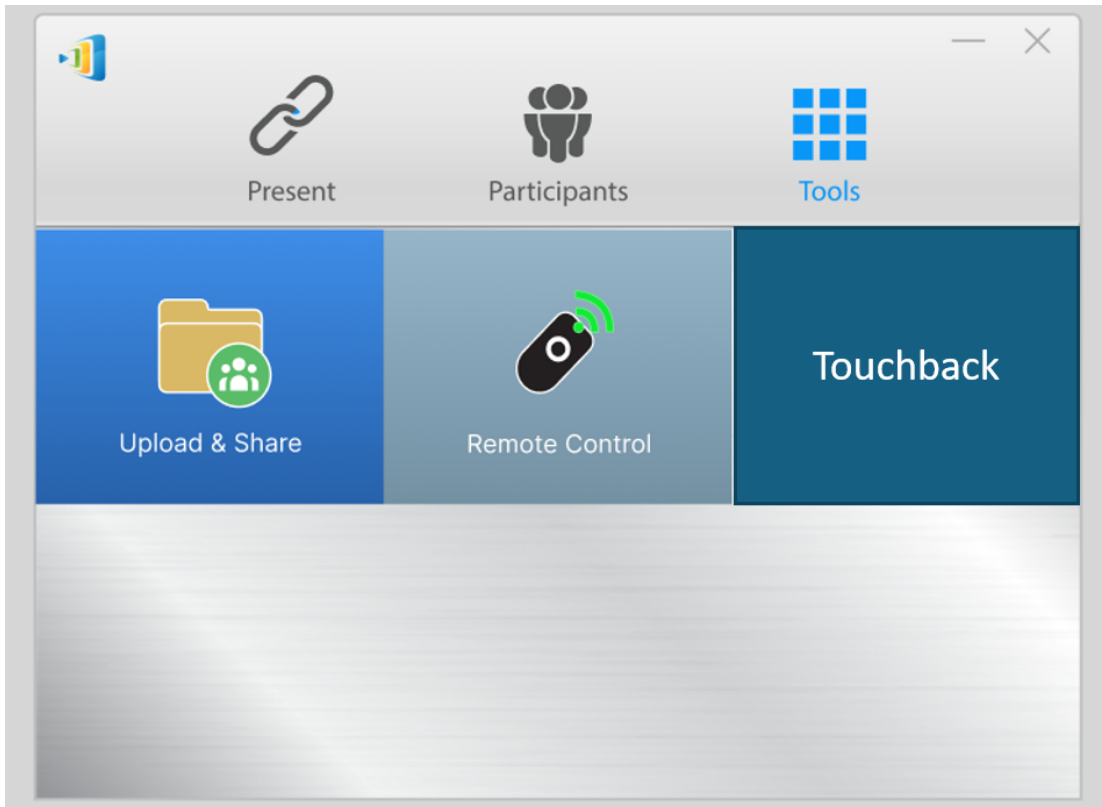 Present
Participants
Tools
Upload & Share
Remote Control
Touchback